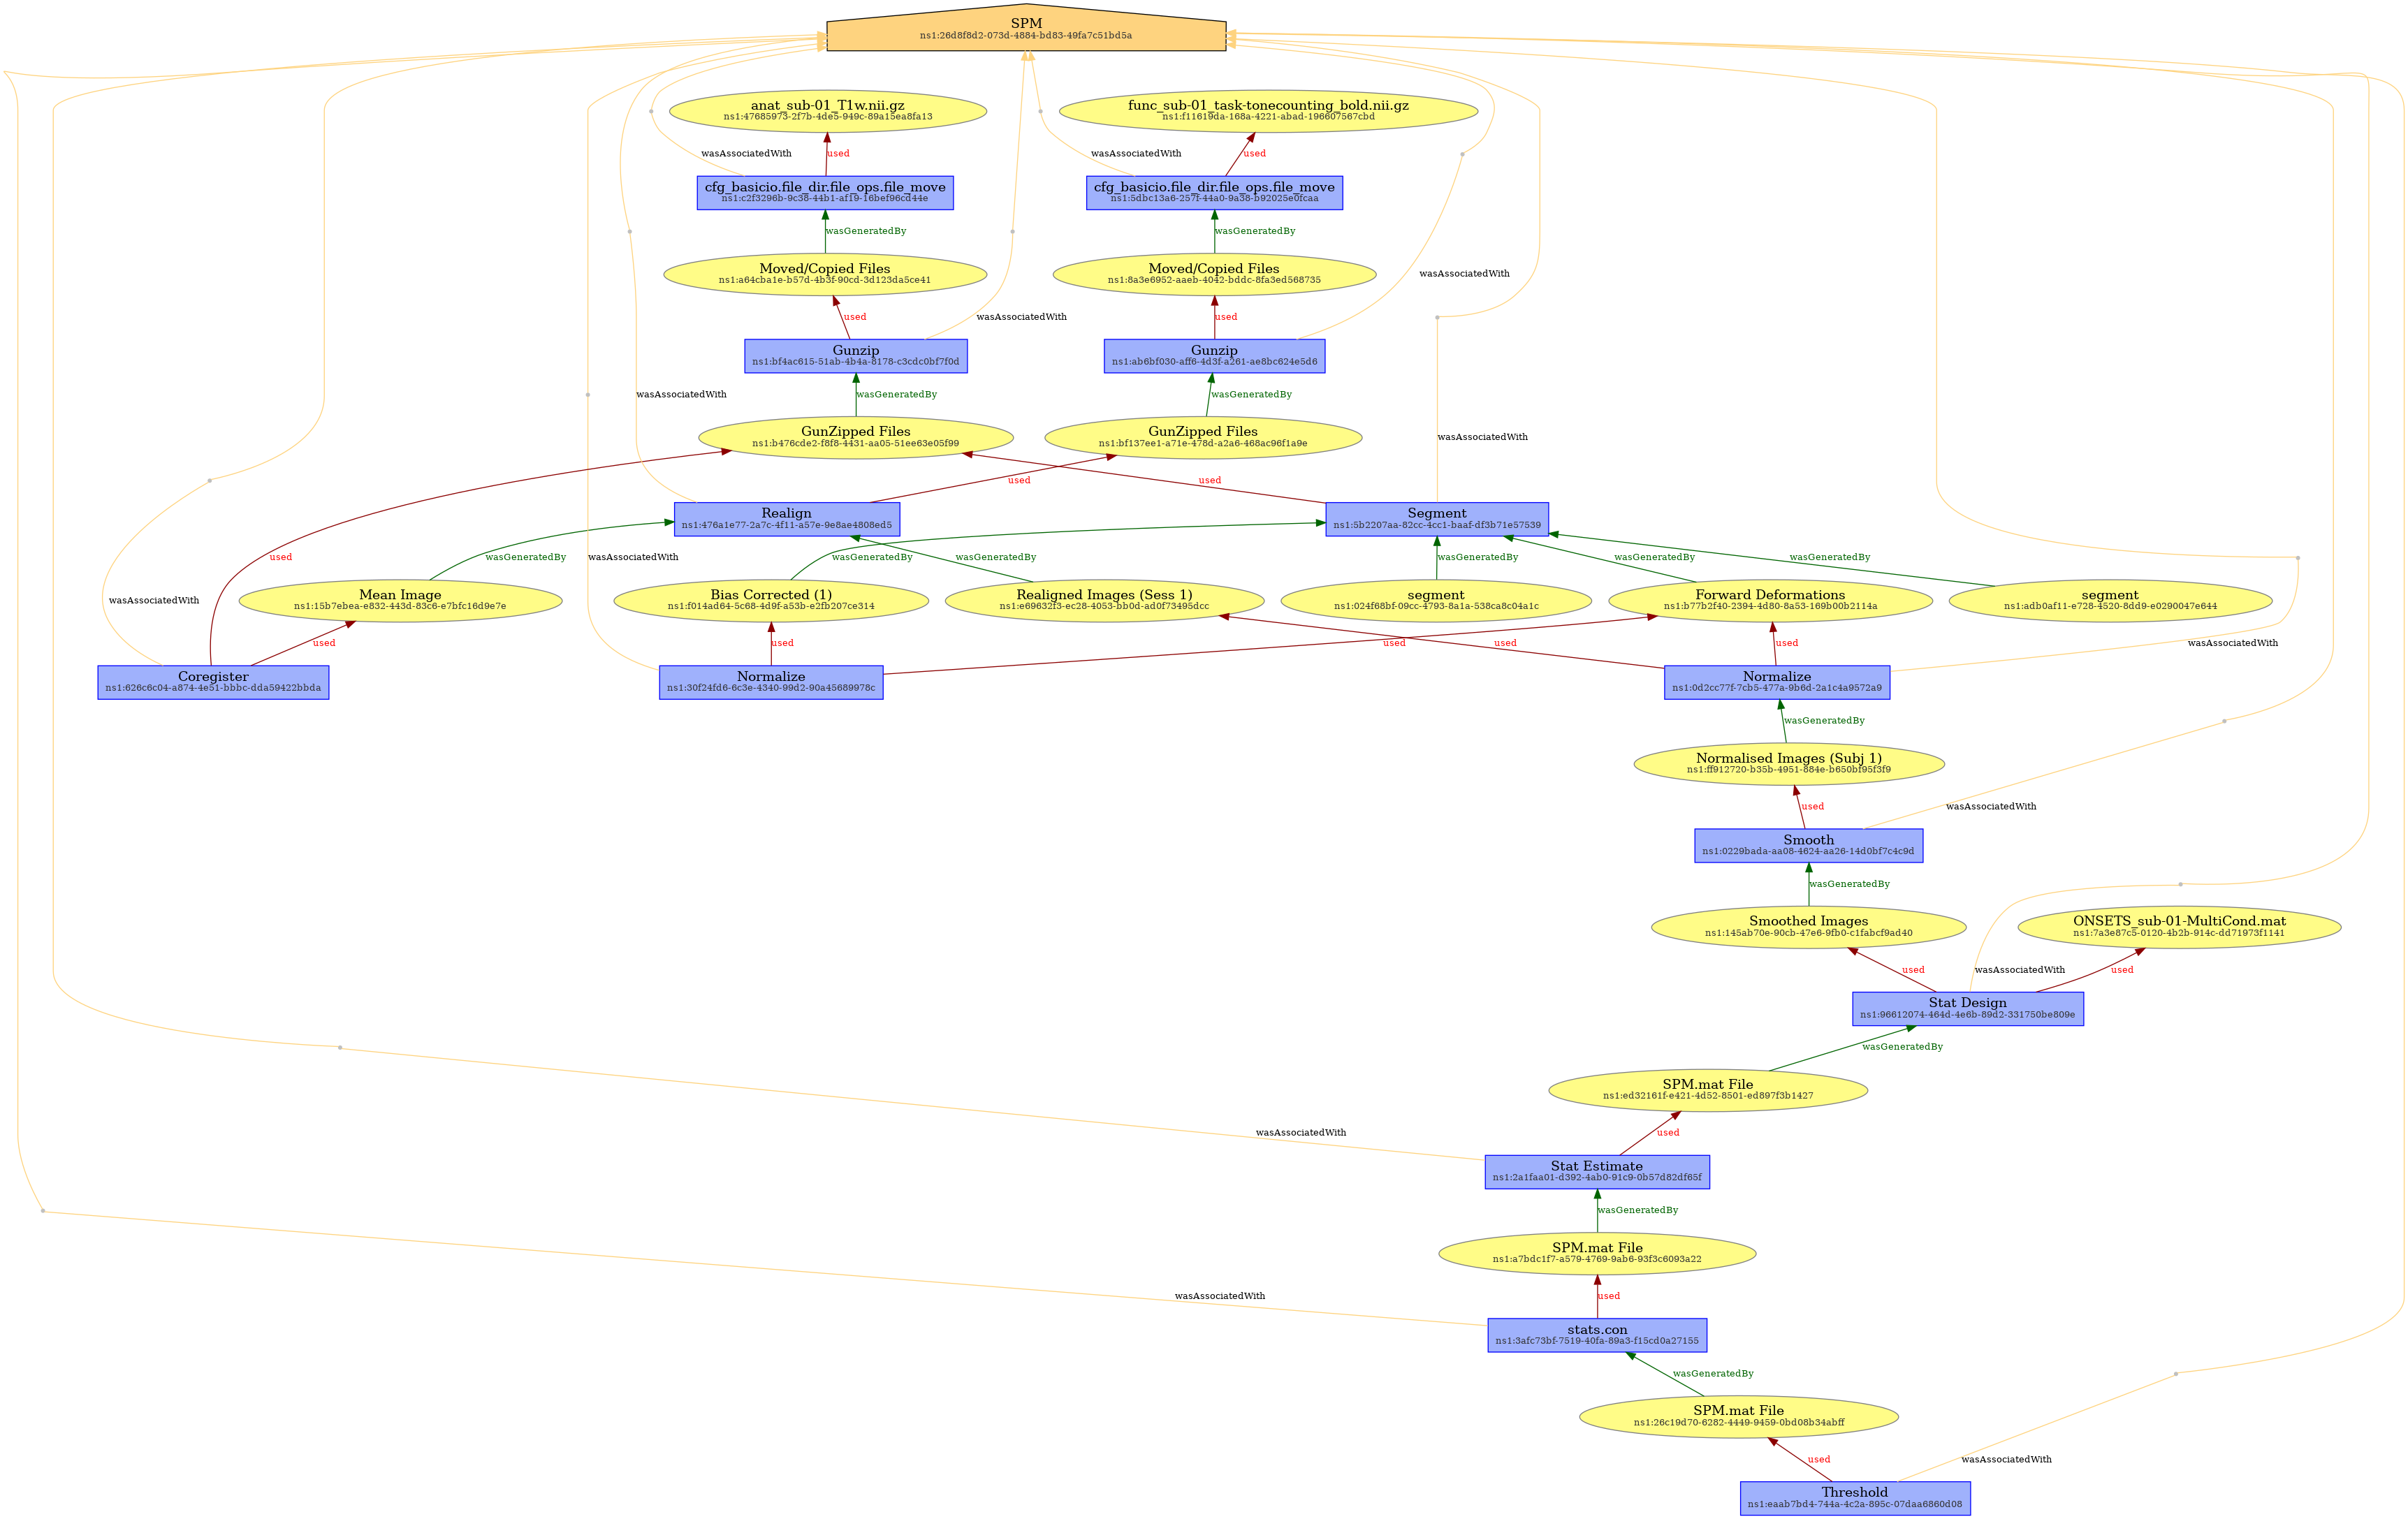 SPM
ns1:26d8f8d2-073d-4884-bd83-49fa7c51bd5a
anat_sub-01_T1w.nii.gz
ns1:47685973-2f7b-4de5-949c-89a15ea8fa13
func_sub-01_task-tonecounting_bold.nii.gz
ns1:f11619da-168a-4221-abad-196607567cbd
wasAssociatedWith
used
wasAssociatedWith
used
cfg_basicio.file_dir.file_ops.file_move
ns1:c2f3296b-9c38-44b1-af19-16bef96cd44e
cfg_basicio.file_dir.file_ops.file_move
ns1:5dbc13a6-257f-44a0-9a38-b92025e0fcaa
wasGeneratedBy
wasGeneratedBy
Moved/Copied Files
ns1:a64cba1e-b57d-4b3f-90cd-3d123da5ce41
Moved/Copied Files
ns1:8a3e6952-aaeb-4042-bddc-8fa3ed568735
wasAssociatedWith
used
wasAssociatedWith
used
Gunzip
ns1:bf4ac615-51ab-4b4a-8178-c3cdc0bf7f0d
Gunzip
ns1:ab6bf030-aff6-4d3f-a261-ae8bc624e5d6
wasAssociatedWith
wasGeneratedBy
wasGeneratedBy
GunZipped Files
ns1:b476cde2-f8f8-4431-aa05-51ee63e05f99
GunZipped Files
ns1:bf137ee1-a71e-478d-a2a6-468ac96f1a9e
wasAssociatedWith
used
used
Realign
ns1:476a1e77-2a7c-4f11-a57e-9e8ae4808ed5
Segment
ns1:5b2207aa-82cc-4cc1-baaf-df3b71e57539
used
wasGeneratedBy
wasAssociatedWith
wasGeneratedBy
wasGeneratedBy
wasGeneratedBy
wasGeneratedBy
wasGeneratedBy
wasAssociatedWith
Mean Image
ns1:15b7ebea-e832-443d-83c6-e7bfc16d9e7e
Bias Corrected (1)
ns1:f014ad64-5c68-4d9f-a53b-e2fb207ce314
Realigned Images (Sess 1)
ns1:e69632f3-ec28-4053-bb0d-ad0f73495dcc
segment
ns1:024f68bf-09cc-4793-8a1a-538ca8c04a1c
Forward Deformations
ns1:b77b2f40-2394-4d80-8a53-169b00b2114a
segment
ns1:adb0af11-e728-4520-8dd9-e0290047e644
used
used
used
used
used
wasAssociatedWith
Coregister
ns1:626c6c04-a874-4e51-bbbc-dda59422bbda
Normalize
ns1:30f24fd6-6c3e-4340-99d2-90a45689978c
Normalize
ns1:0d2cc77f-7cb5-477a-9b6d-2a1c4a9572a9
wasGeneratedBy
Normalised Images (Subj 1)
ns1:ff912720-b35b-4951-884e-b650bf95f3f9
used
wasAssociatedWith
Smooth
ns1:0229bada-aa08-4624-aa26-14d0bf7c4c9d
wasGeneratedBy
Smoothed Images
ns1:145ab70e-90cb-47e6-9fb0-c1fabcf9ad40
ONSETS_sub-01-MultiCond.mat
ns1:7a3e87c5-0120-4b2b-914c-dd71973f1141
used
wasAssociatedWith
used
Stat Design
ns1:96612074-464d-4e6b-89d2-331750be809e
wasGeneratedBy
SPM.mat File
ns1:ed32161f-e421-4d52-8501-ed897f3b1427
wasAssociatedWith
used
Stat Estimate
ns1:2a1faa01-d392-4ab0-91c9-0b57d82df65f
wasGeneratedBy
SPM.mat File
ns1:a7bdc1f7-a579-4769-9ab6-93f3c6093a22
wasAssociatedWith
used
stats.con
ns1:3afc73bf-7519-40fa-89a3-f15cd0a27155
wasGeneratedBy
SPM.mat File
ns1:26c19d70-6282-4449-9459-0bd08b34abff
used
wasAssociatedWith
Threshold
ns1:eaab7bd4-744a-4c2a-895c-07daa6860d08